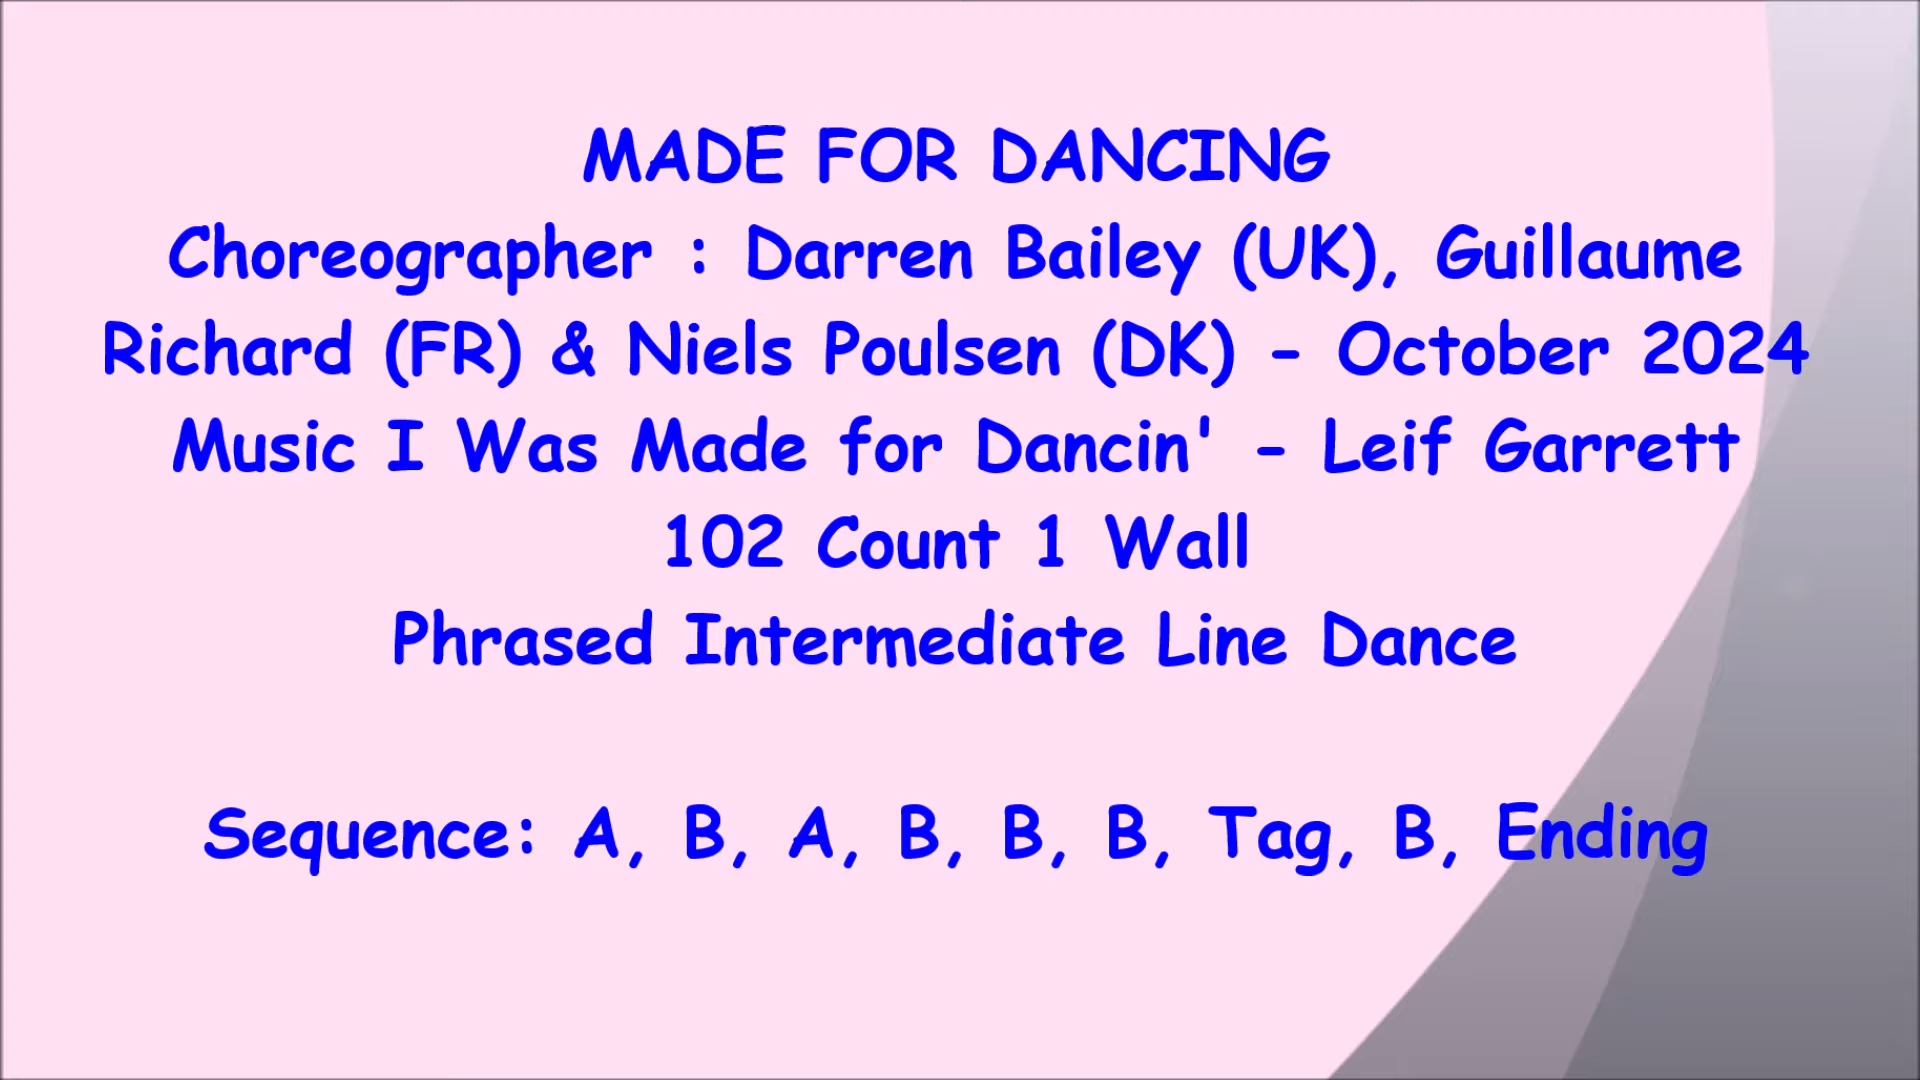 MADE FOR DANCING
Choreographer : Darren Bailey (UK), Guillaume
Richard (FR) & Niels Poulsen (DK) - October 2024
Music I Was Made for Dancin' - Leif Garrett
102 Count 1 Wall
Phrased Intermediate Line Dance
Sequence: A, B, A, B, B, B, Tag, B, Ending